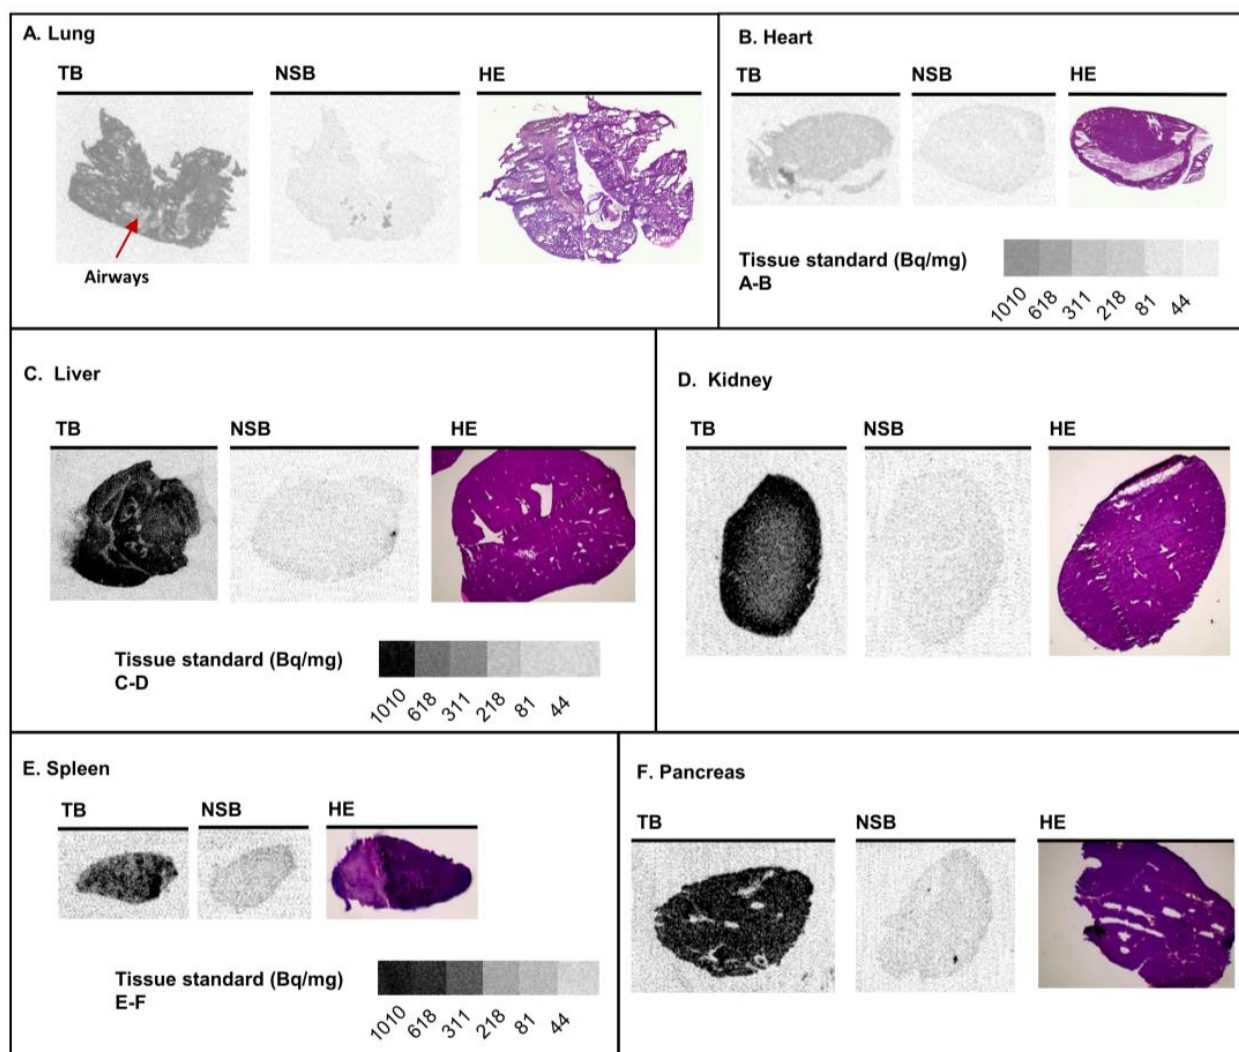 A. Lung
TB NSB HE
Airways
B. Heart
TB NSB HE
Tissue standard (Bq/mg)
A-B
1010 618 311 218 81 44
C. Liver
TB NSB HE
Tissue standard (Bq/mg)
C-D
1010 618 311 218 81 44
D. Kidney
TB NSB HE
E. Spleen
TB NSB HE
Tissue standard (Bq/mg)
E-F
1010 618 311 218 81 44
F. Pancreas
TB NSB HE